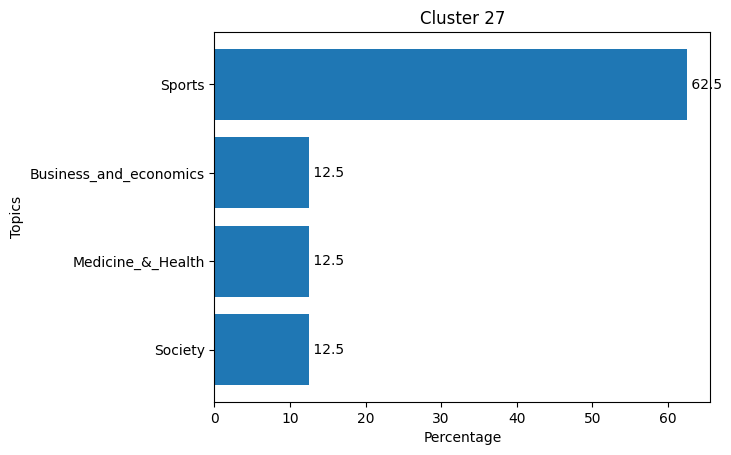 Cluster 27
Topics
Sports
62.5
Business_and_economics
12.5
Medicine_&_Health
12.5
Society
12.5
0 10 20 30 40 50 60
Percentage